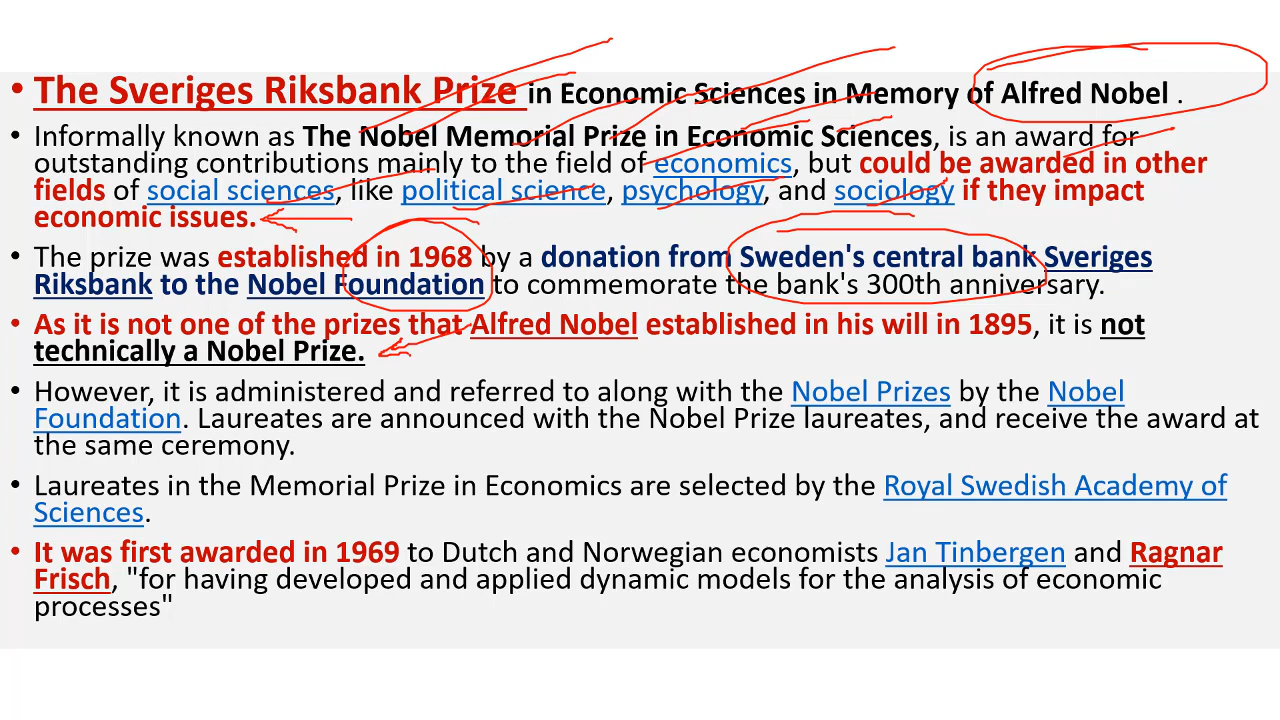 • The Sveriges Riksbank Prize in Economic Sciences in Memory of Alfred Nobel .
• Informally known as The Nobel Memorial Prize in Economic Sciences, is an award for
outstanding contributions mainly to the field of economics, but could be awarded in other
fields of social sciences, like political science, psychology, and sociology if they impact
economic issues.
• The prize was established in 1968 by a donation from Sweden's central bank Sveriges
Riksbank to the Nobel Foundation to commemorate the bank's 300th anniversary.
• As it is not one of the prizes that Alfred Nobel established in his will in 1895, it is not
technically a Nobel Prize.
• However, it is administered and referred to along with the Nobel Prizes by the Nobel
Foundation. Laureates are announced with the Nobel Prize laureates, and receive the award at
the same ceremony.
• Laureates in the Memorial Prize in Economics are selected by the Royal Swedish Academy of
Sciences.
• It was first awarded in 1969 to Dutch and Norwegian economists Jan Tinbergen and Ragnar
Frisch, "for having developed and applied dynamic models for the analysis of economic
processes"